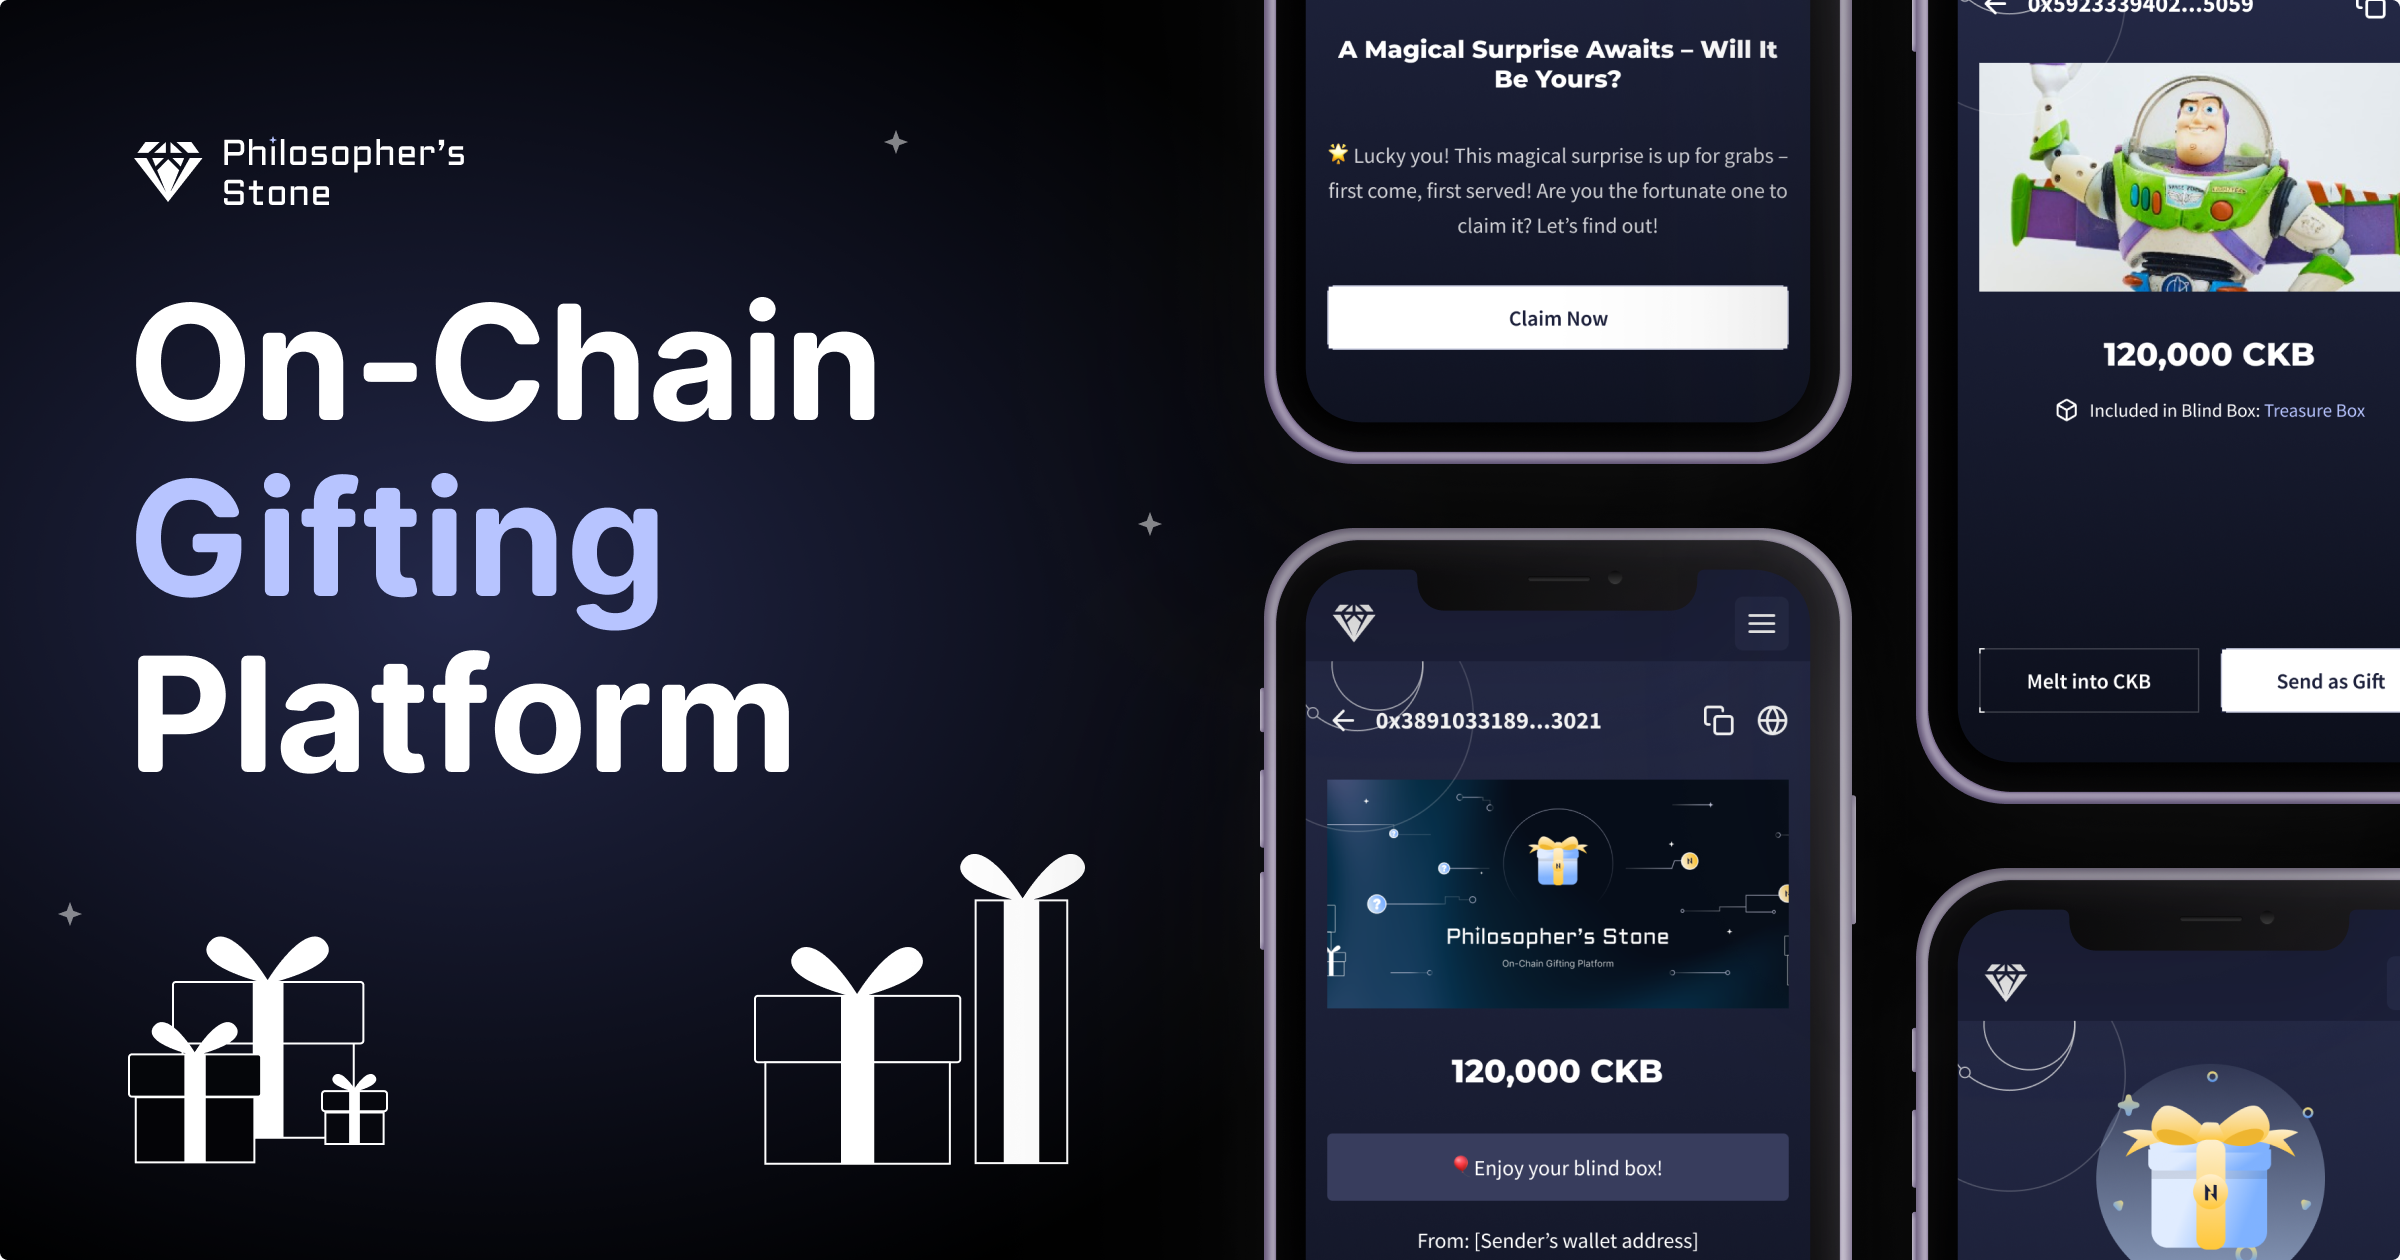 Philosopher's
Stone
On-Chain
Gifting
Platform
A Magical Surprise Awaits – Will It
Be Yours?
🌟 Lucky you! This magical surprise is up for grabs –
first come, first served! Are you the fortunate one to
claim it? Let's find out!
Claim Now
0x3891033189...3021
Philosopher's Stone
On-Chain Gifting Platform
120,000 CKB
🎈Enjoy your blind box!
From: [Sender's wallet address]
0x5923339402...5059
120,000 CKB
Included in Blind Box: Treasure Box
Melt into CKB
Send as Gift